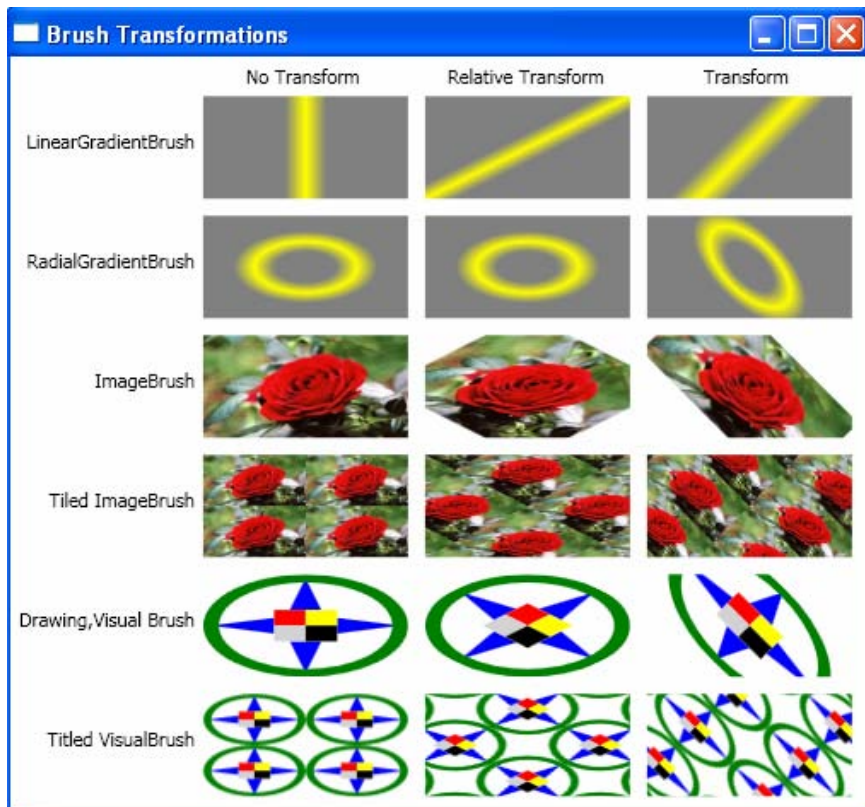 Brush Transformations
No Transform Relative Transform Transform
LinearGradientBrush
RadialGradientBrush
ImageBrush
Tiled ImageBrush
Drawing,Visual Brush
Titled VisualBrush